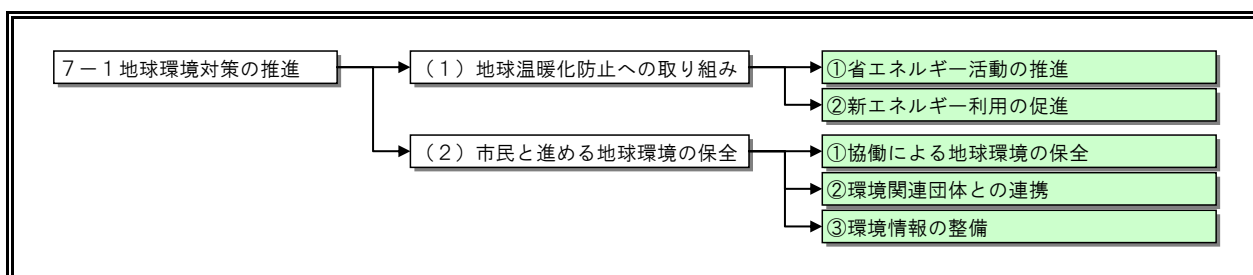 ７－１地球環境対策の推進
（１）地球温暖化防止への取り組み
①省エネルギー活動の推進
②新エネルギー利用の促進
（２）市民と進める地球環境の保全
①協働による地球環境の保全
②環境関連団体との連携
③環境情報の整備